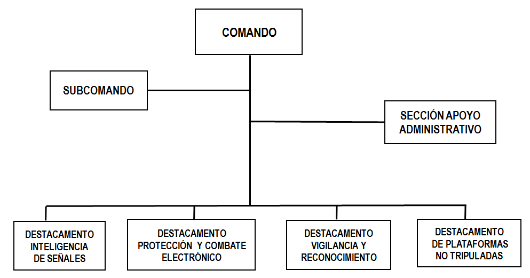 COMANDO
SUBCOMANDO
SECCIÓN APOYO
ADMINISTRATIVO
DESTACAMENTO
INTELIGENCIA
DE SEÑALES
DESTACAMENTO
PROTECCIÓN Y COMBATE
ELECTRÓNICO
DESTACAMENTO
VIGILANCIA Y
RECONOCIMIENTO
DESTACAMENTO
DE PLATAFORMAS
NO TRIPULADAS